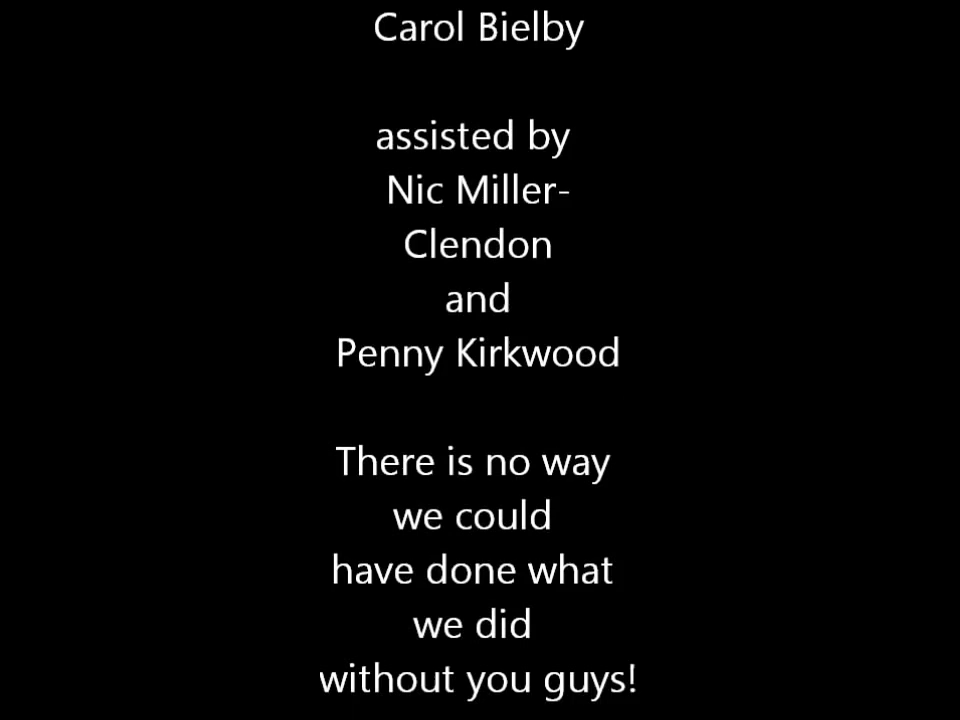 Carol Bielby
assisted by
Nic Miller-
Clendon
and
Penny Kirkwood
There is no way
we could
have done what
we did
without you guys!